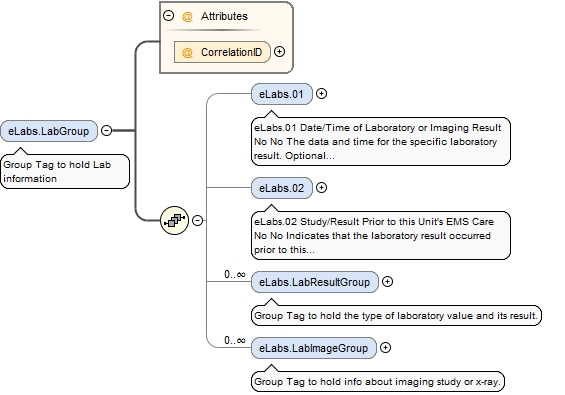 Attributes
@ CorrelationID
eLabs.LabGroup
Group Tag to hold Lab
information
eLabs.01
eLabs.01 Date/Time of Laboratory or Imaging Result
No No The data and time for the specific laboratory
result. Optional...
eLabs.02
eLabs.02 Study/Result Prior to this Unit's EMS Care
No No Indicates that the laboratory result occurred
prior to this...
0..∞
eLabs.LabResultGroup
Group Tag to hold the type of laboratory value and its result.
0..∞
eLabs.LabImageGroup
Group Tag to hold info about imaging study or x-ray.